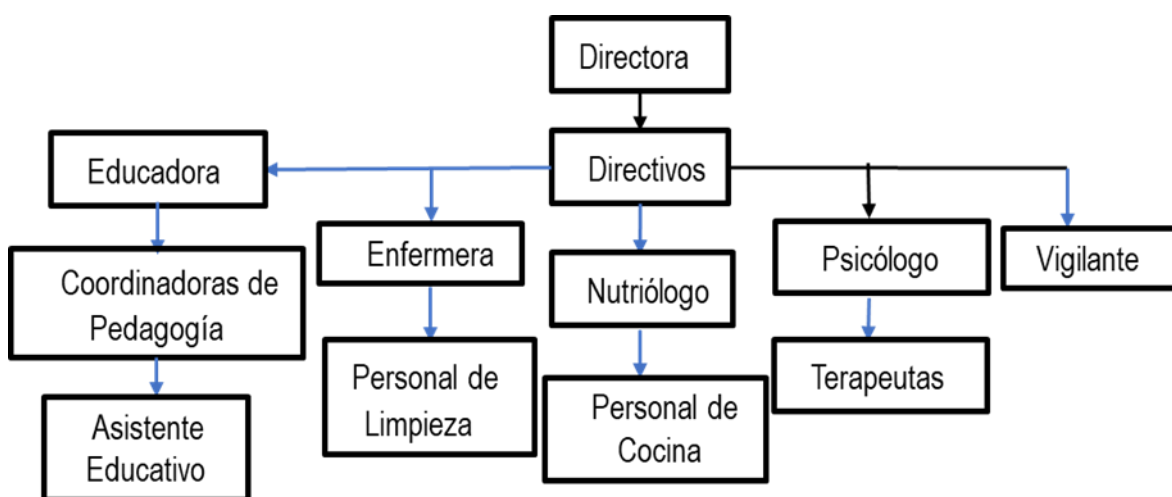 Directora
Directivos
Educadora
Enfermera
Psicólogo
Vigilante
Nutriólogo
Coordinadoras de
Pedagogía
Personal de
Limpieza
Terapeutas
Personal de
Cocina
Asistente
Educativo